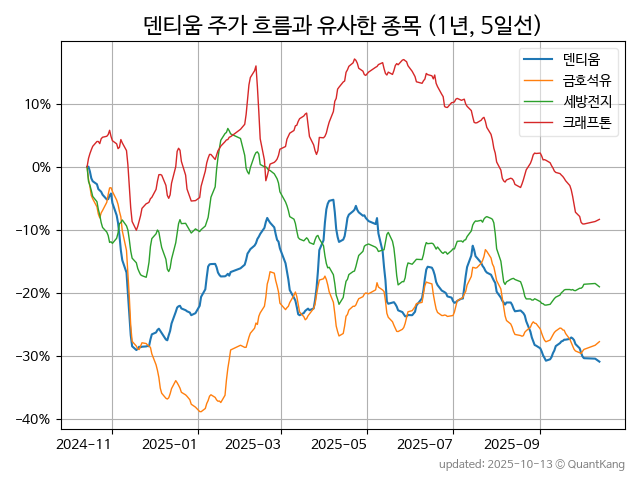 덴티움 주가 흐름과 유사한 종목 (1년, 5일선)
덴티움
금호석유
세방전지
크래프톤
10%
0%
−10%
−20%
−30%
−40%
2024-11
2025-01
2025-03
2025-05
2025-07
2025-09
updated: 2025-10-13 © QuantKang